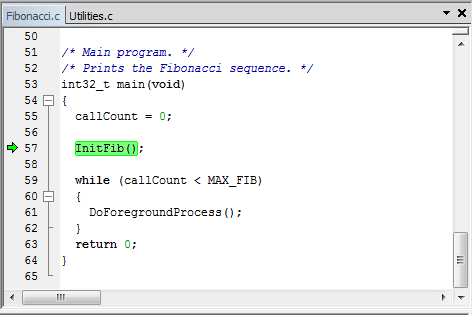 Fibonacci.c Utilities.c
50
51 /* Main program. */
52 /* Prints the Fibonacci sequence. */
53 int32_t main(void)
54 {
55 callCount = 0;
56
57 InitFib();
58
59 while (callCount < MAX_FIB)
60 {
61 DoForegroundProcess();
62 }
63 return 0;
64 }
65